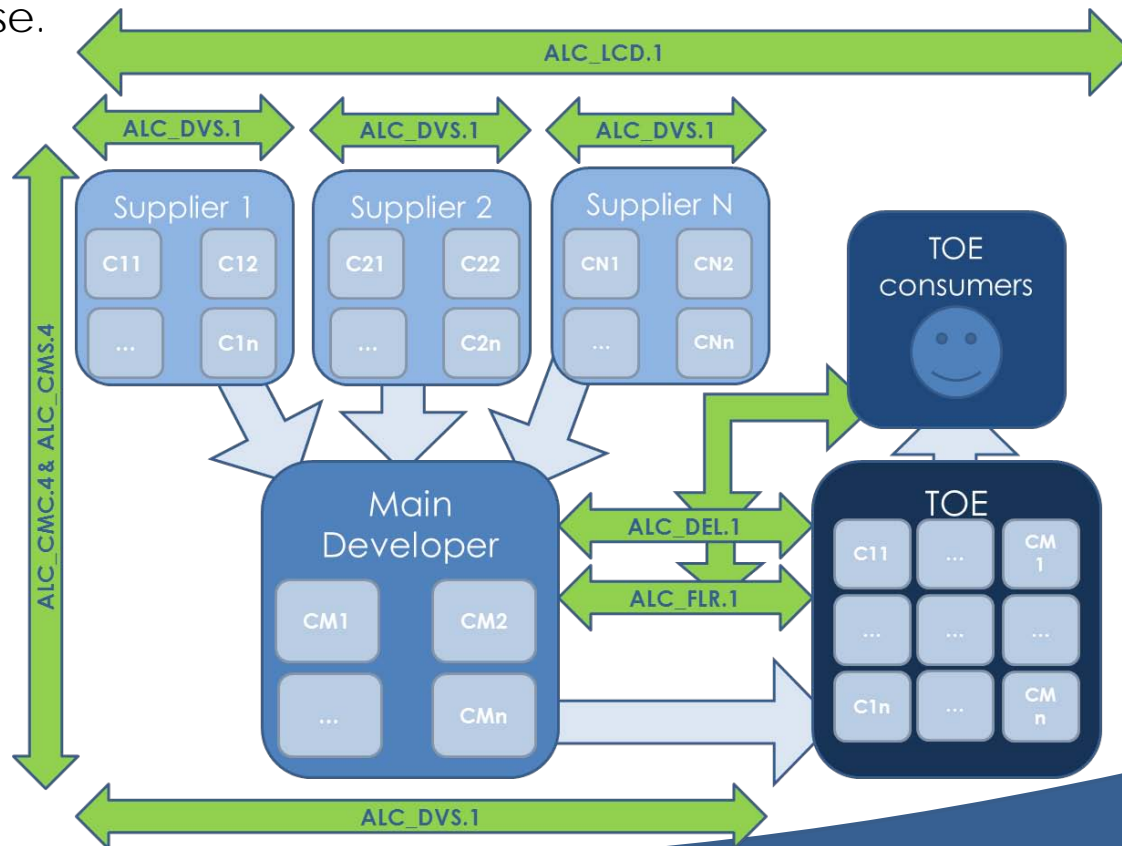 se.
ALC_LCD.1
ALC_DVS.1
ALC_DVS.1
ALC_DVS.1
ALC_CMC.4 & ALC_CMS.4
Supplier 1
C11
C12
...
C1n
Supplier 2
C21
C22
...
C2n
Supplier N
CN1
CN2
...
CNn
TOE
consumers
Main
Developer
CM1
CM2
...
CMn
ALC_DEL.1
ALC_FLR.1
TOE
C11
...
CM
1
...
...
...
C1n
...
CM
n
ALC_DVS.1